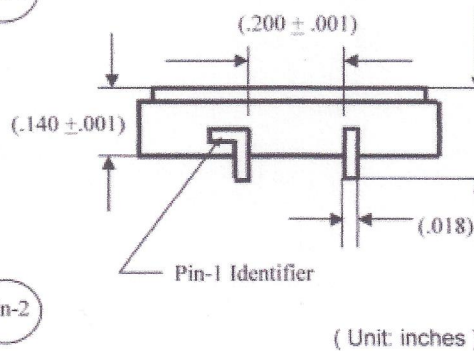 (.200 ± .001)
(.140 ±.001)
(.018)
Pin-1 Identifier
n-2
( Unit: inches